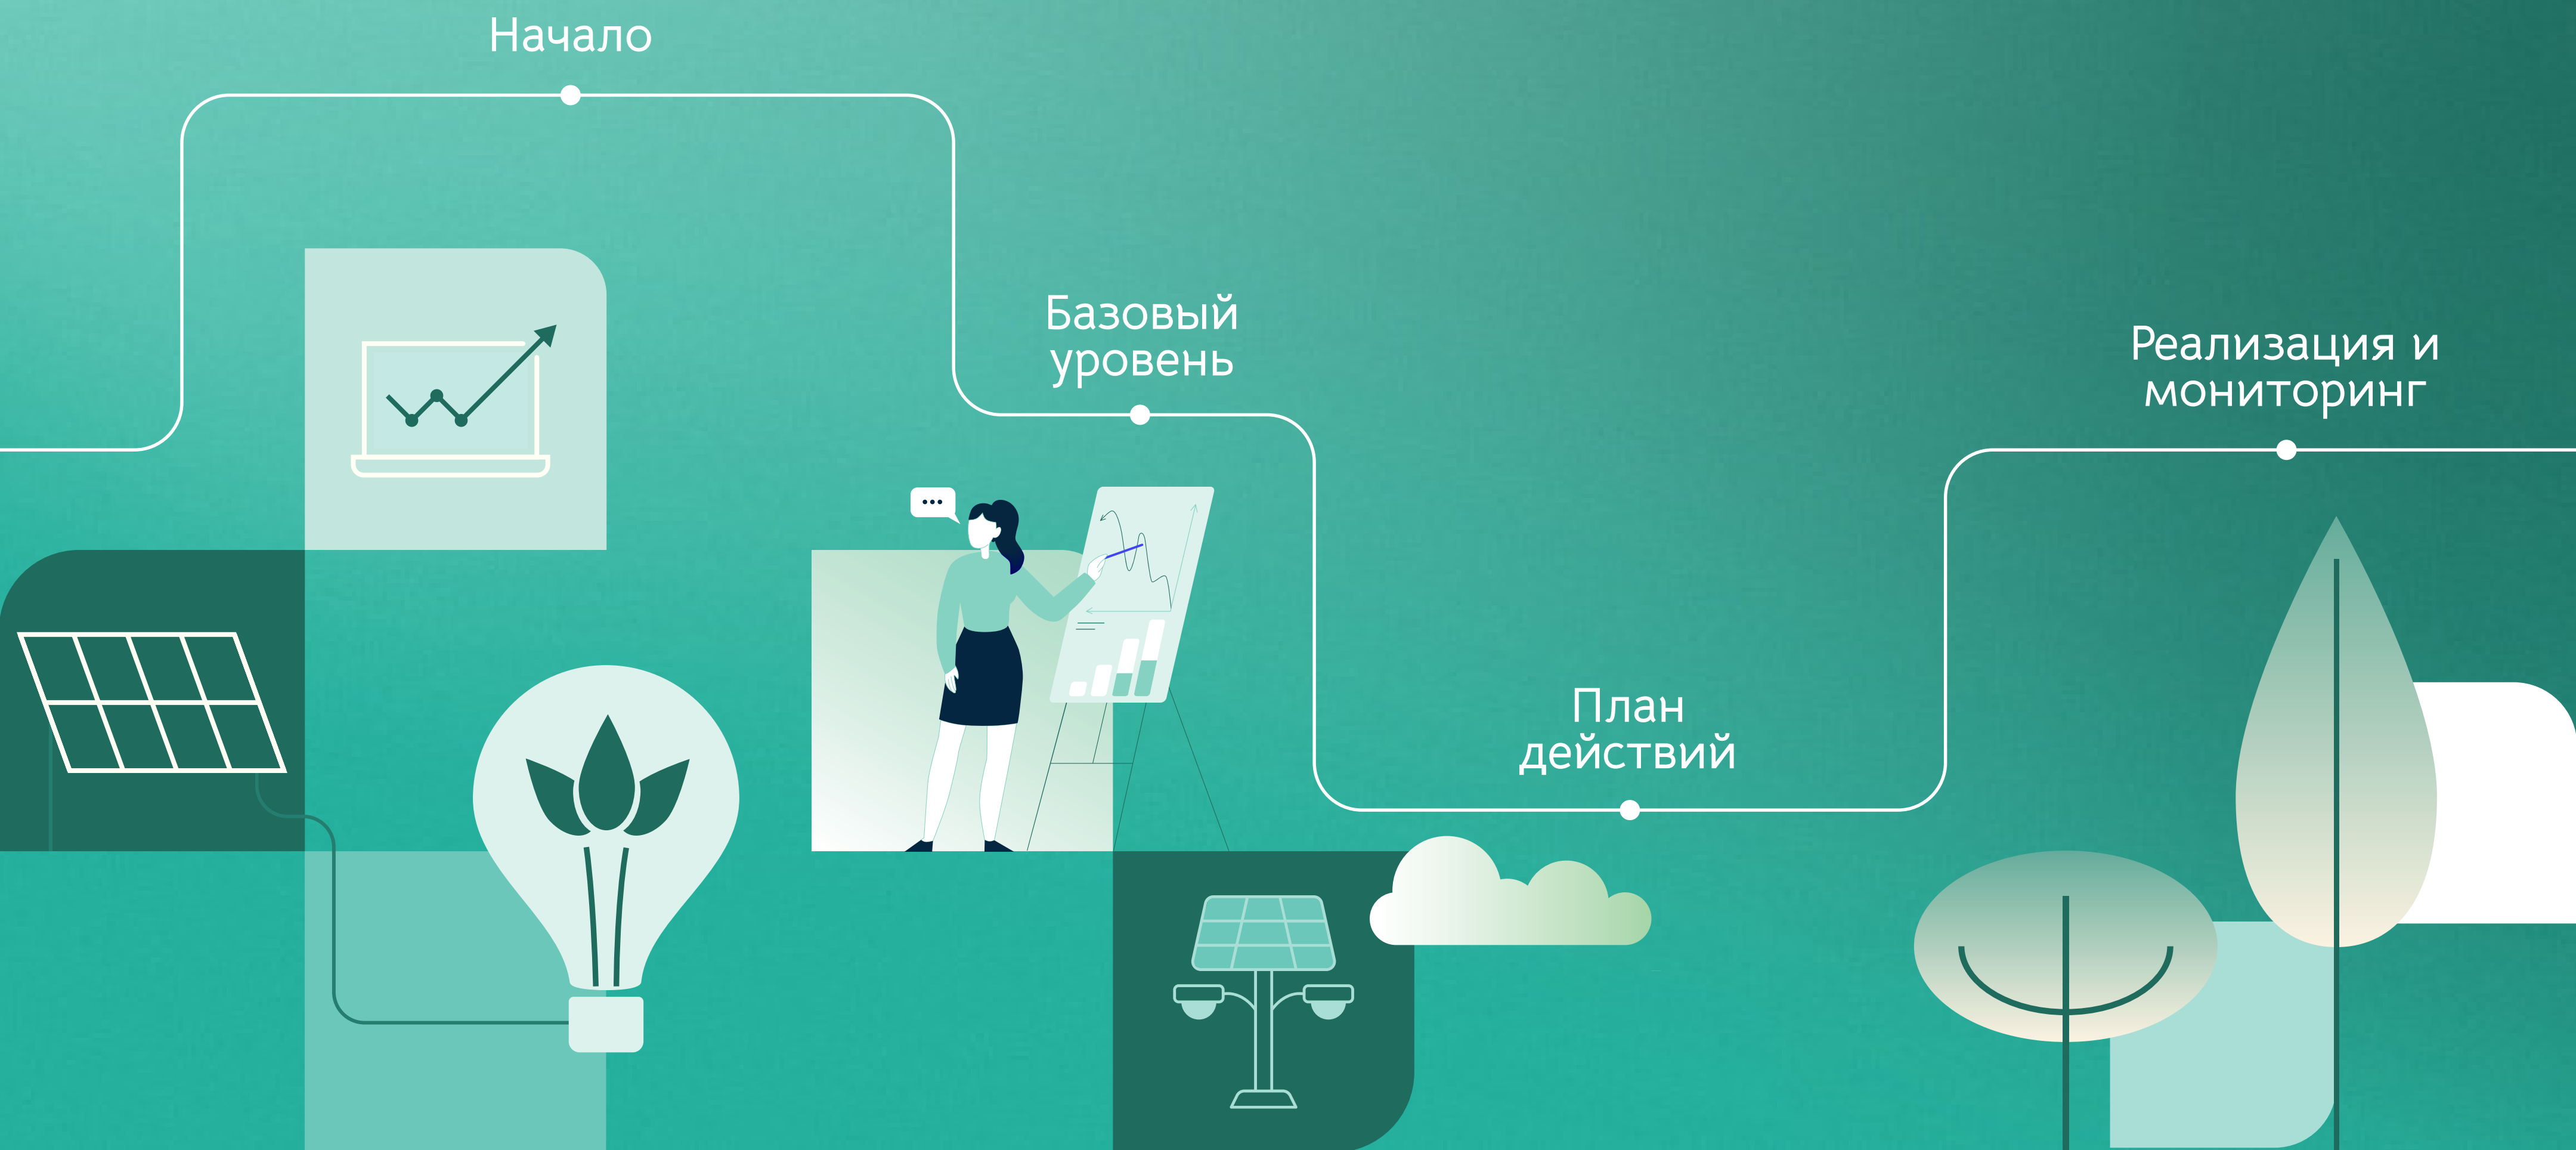 Начало
Базовый
уровень
План
действий
Реализация и
мониторинг